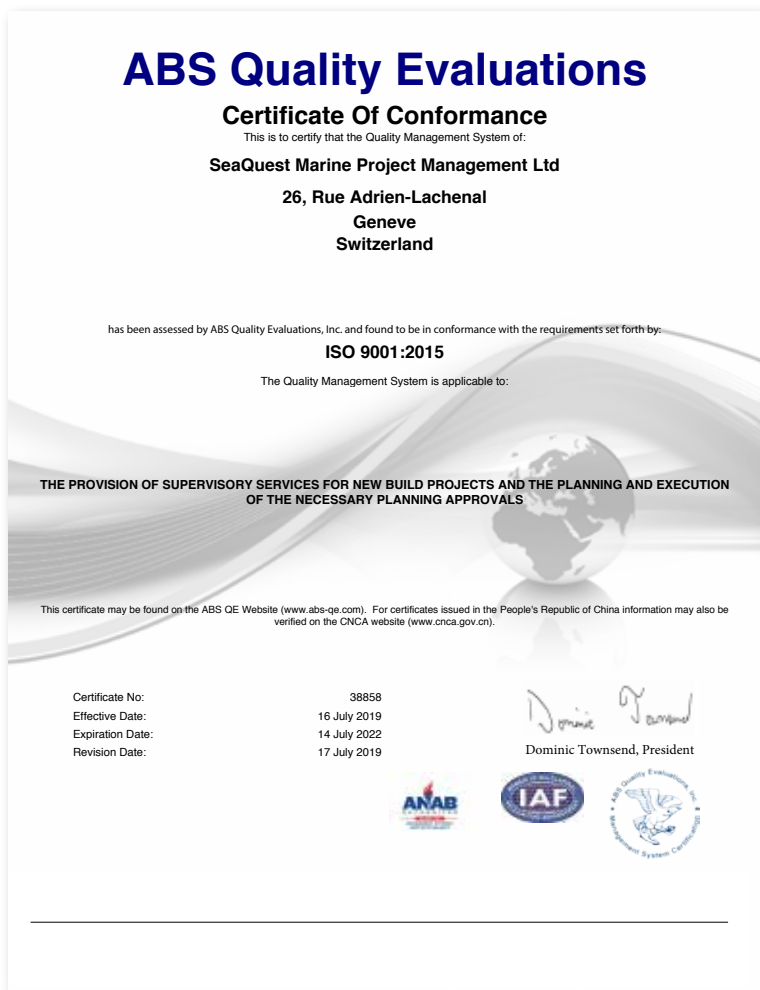 ABS Quality Evaluations
Certificate Of Conformance
This is to certify that the Quality Management System of:
SeaQuest Marine Project Management Ltd
26, Rue Adrien-Lachenal
Geneve
Switzerland
has been assessed by ABS Quality Evaluations, Inc. and found to be in conformance with the requirements set forth by:
ISO 9001:2015
The Quality Management System is applicable to:
THE PROVISION OF SUPERVISORY SERVICES FOR NEW BUILD PROJECTS AND THE PLANNING AND EXECUTION
OF THE NECESSARY PLANNING APPROVALS
This certificate may be found on the ABS QE Website (www.abs-qe.com). For certificates issued in the People's Republic of China information may also be
verified on the CNCA website (www.cnca.gov.cn).
Certificate No: 38858
Effective Date: 16 July 2019
Expiration Date: 14 July 2022
Revision Date: 17 July 2019
Dominic Townsend
Dominic Townsend, President
ANAB
IAF
ABS Quality Evaluations, Inc.
Management System Certification